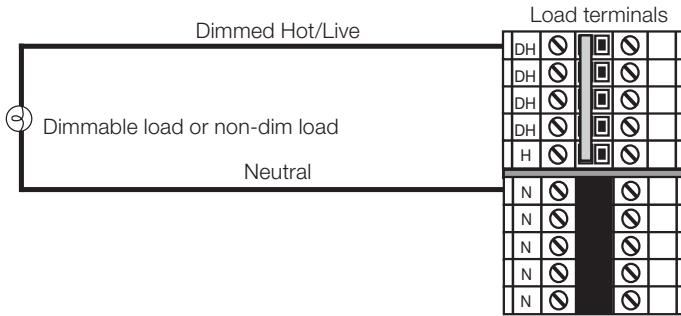 Load terminals
Dimmed Hot/Live
DH
DH
DH
DH
H
Dimmable load or non-dim load
Neutral
N
N
N
N
N